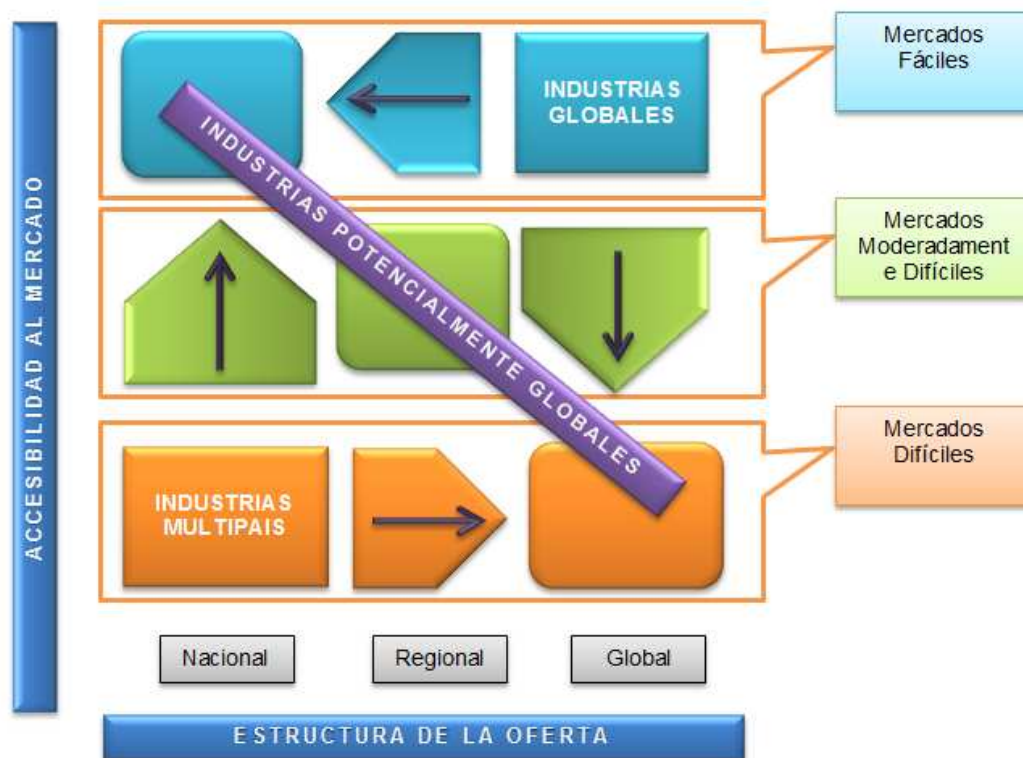 ACCESIBILIDAD AL MERCADO
INDUSTRIAS
GLOBALES
Mercados
Fáciles
INDUSTRIAS POTENCIALMENTE GLOBALES
Mercados
Moderadament
e Difíciles
INDUSTRIAS
MULTIPAIS
Mercados
Difíciles
Nacional
Regional
Global
ESTRUCTURA DE LA OFERTA